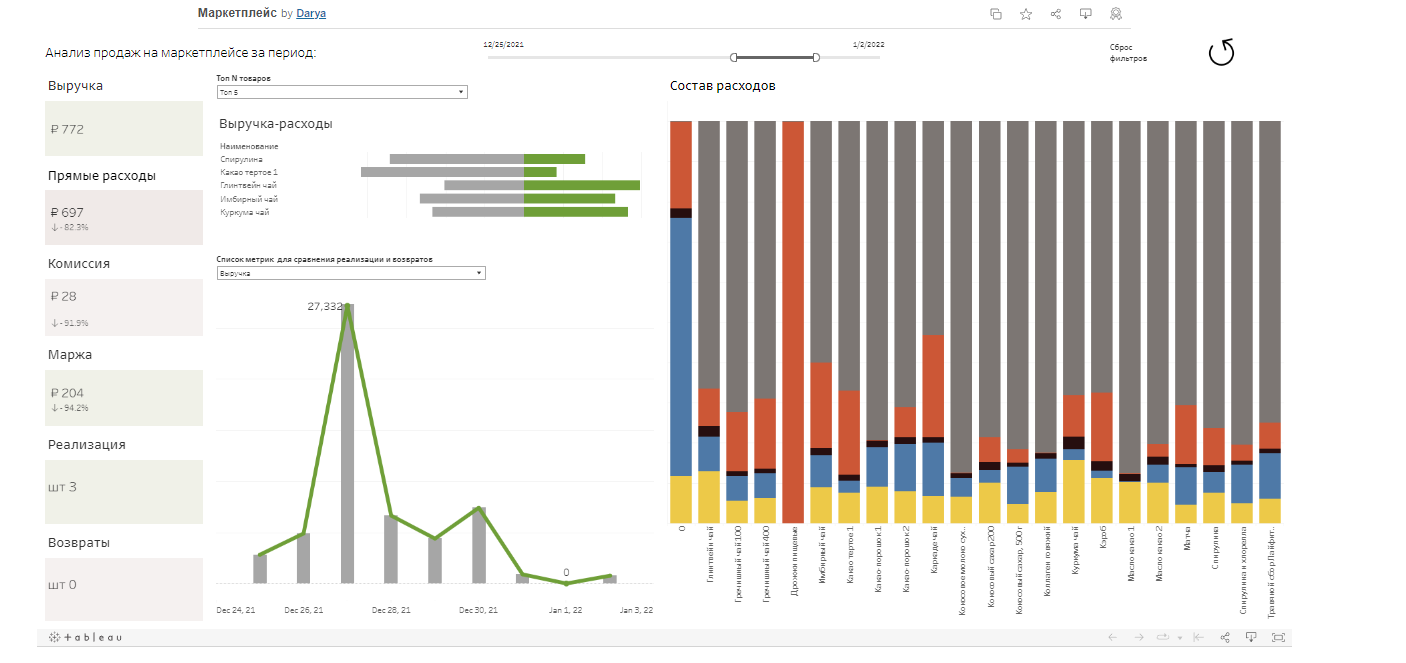 Маркетплейс by Darya
Анализ продаж на маркетплейсе за период:
12/25/2021
1/2/2022
Сброс
фильтров
Выручка
₽ 772
Прямые расходы
₽ 697
↓ - 82.3%
Комиссия
₽ 28
↓ - 91.9%
Маржа
₽ 204
↓ - 94.2%
Реализация
шт 3
Возвраты
шт 0
Топ N товаров
Топ 5
Выручка-расходы
Наименование
Спирулина
Какао тертое 1
Глинтвейн чай
Имбирный чай
Куркума чай
Список метрик для сравнения реализации и возвратов
Выручка
27,332
0
Dec 24, 21
Dec 26, 21
Dec 28, 21
Dec 30, 21
Jan 1, 22
Jan 3, 22
Состав расходов
0
Глинтвейн чай
Гречишный чай 100
Гречишный чай 400
Дрожжи пищевые
Имбирный чай
Какао тертое 1
Какао-порошок 1
Какао-порошок 2
Каркаде чай
Кокосовое молоко сух..
Кокосовый сахар 200
Кокосовый сахар, 500 г
Коллаген говяжий
Куркума чай
Кэроб
Масло какао 1
Масло какао 2
Матча
Спирулина
Спирулина и хлорелла
Травяной сбор Лайфит..
+ableau